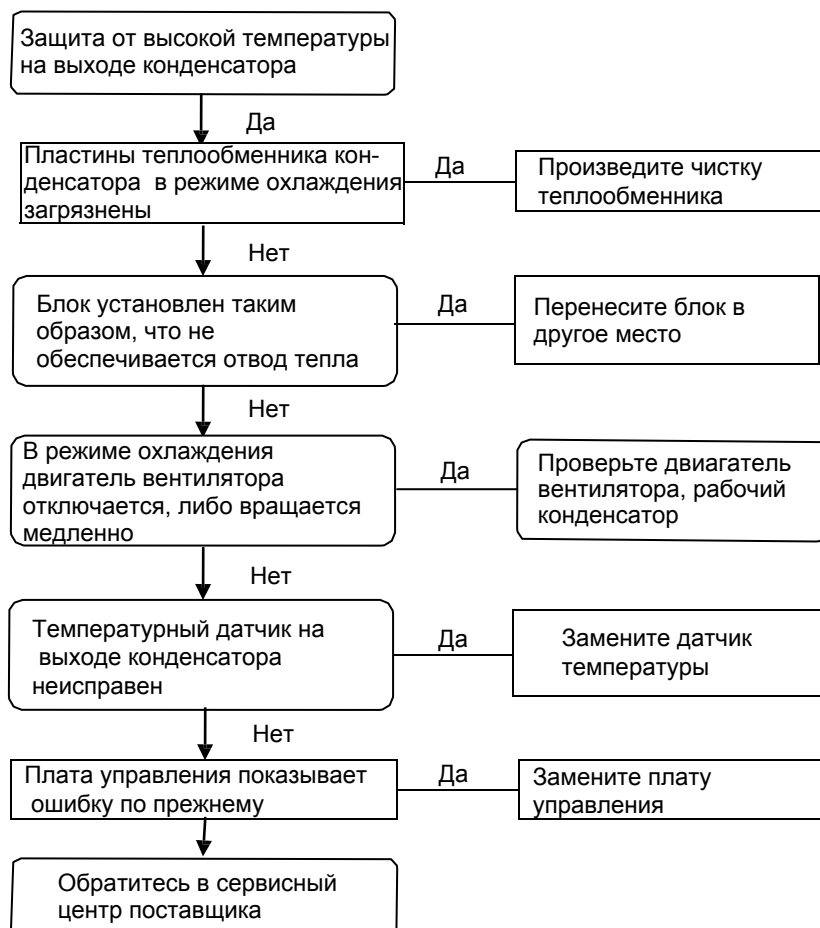 Защита от высокой температуры
на выходе конденсатора
Да
Пластины теплообменника кон-
денсатора в режиме охлаждения
загрязнены
Да
Произведите чистку
теплообменника
Нет
Блок установлен таким
образом, что не
обеспечивается отвод тепла
Да
Перенесите блок в
другое место
Нет
В режиме охлаждения
двигатель вентилятора
отключается, либо вращается
медленно
Да
Проверьте двиагатель
вентилятора, рабочий
конденсатор
Нет
Температурный датчик на
выходе конденсатора
неисправен
Да
Замените датчик
температуры
Нет
Плата управления показывает
ошибку по прежнему
Да
Замените плату
управления
Обратитесь в сервисный
центр поставщика